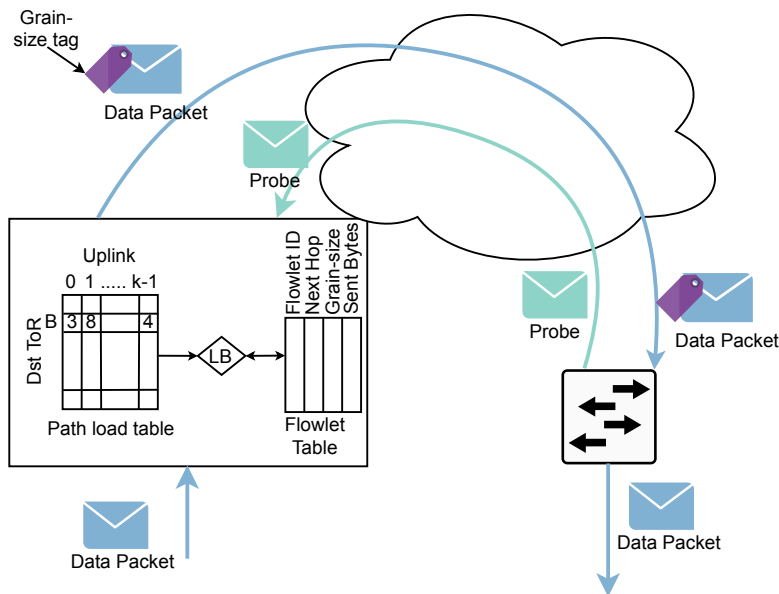 Grain-
size tag
Data Packet
Probe
Uplink
0 1 ..... k-1
Dst ToR
B 3 8 4
Path load table
LB
Flowlet ID
Next Hop
Grain-size
Sent Bytes
Flowlet
Table
Probe
Data Packet
Data Packet
Data Packet